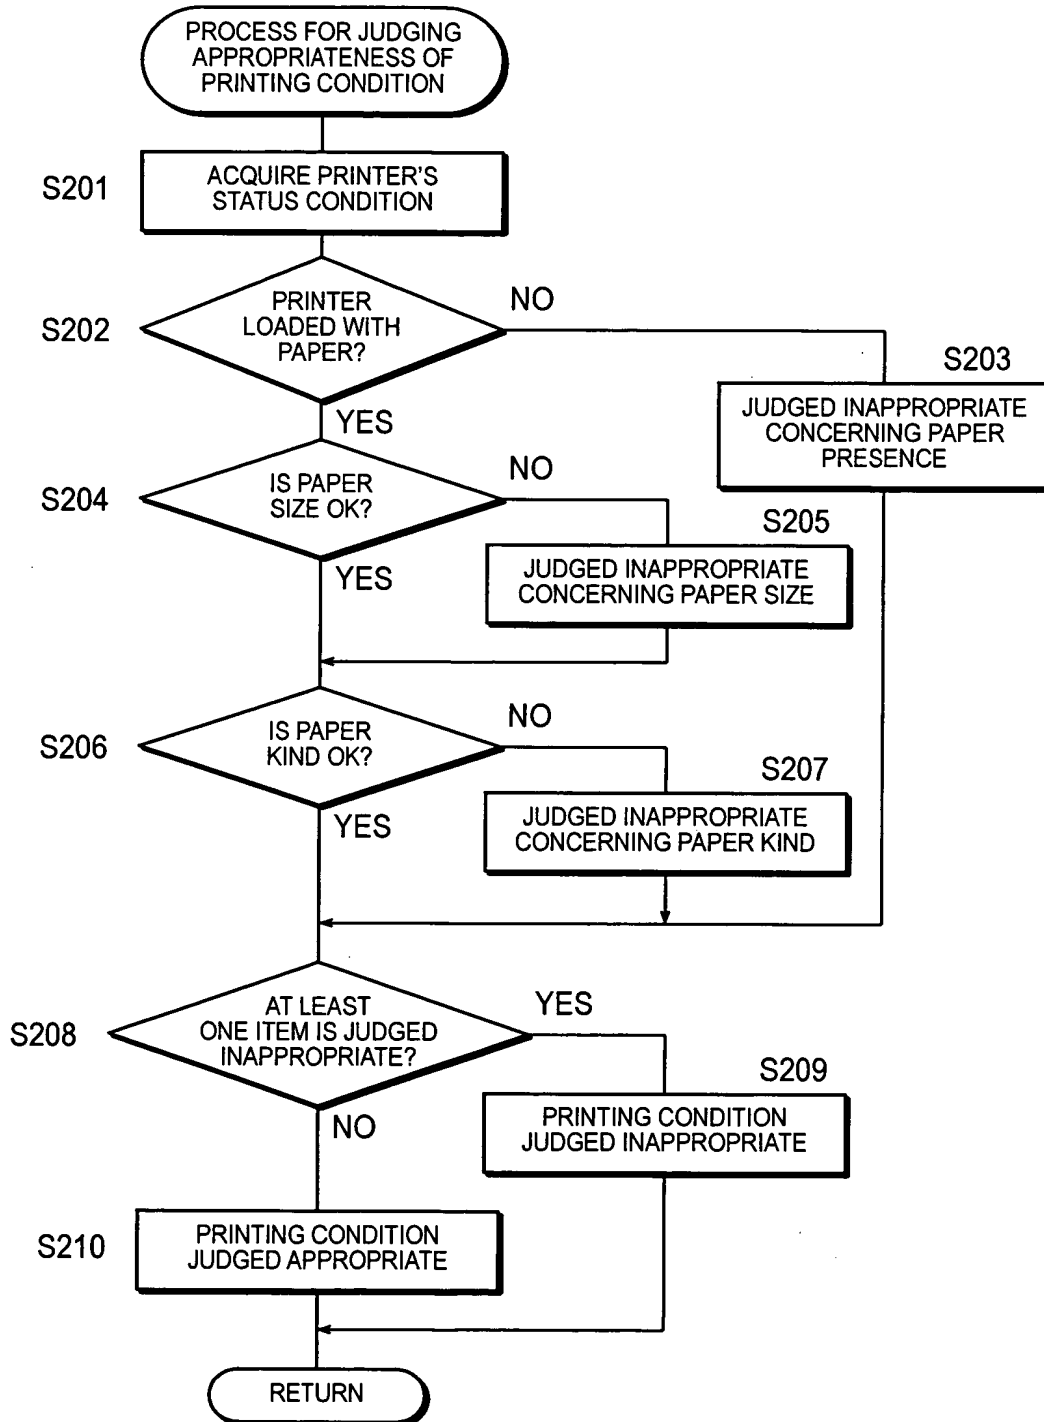 PROCESS FOR JUDGING
APPROPRIATENESS OF
PRINTING CONDITION
S201
ACQUIRE PRINTER'S
STATUS CONDITION
S202
PRINTER
LOADED WITH
PAPER?
NO
YES
S203
JUDGED INAPPROPRIATE
CONCERNING PAPER
PRESENCE
S204
IS PAPER
SIZE OK?
NO
YES
S205
JUDGED INAPPROPRIATE
CONCERNING PAPER SIZE
S206
IS PAPER
KIND OK?
NO
YES
S207
JUDGED INAPPROPRIATE
CONCERNING PAPER KIND
S208
AT LEAST
ONE ITEM IS JUDGED
INAPPROPRIATE?
YES
NO
S209
PRINTING CONDITION
JUDGED INAPPROPRIATE
S210
PRINTING CONDITION
JUDGED APPROPRIATE
RETURN